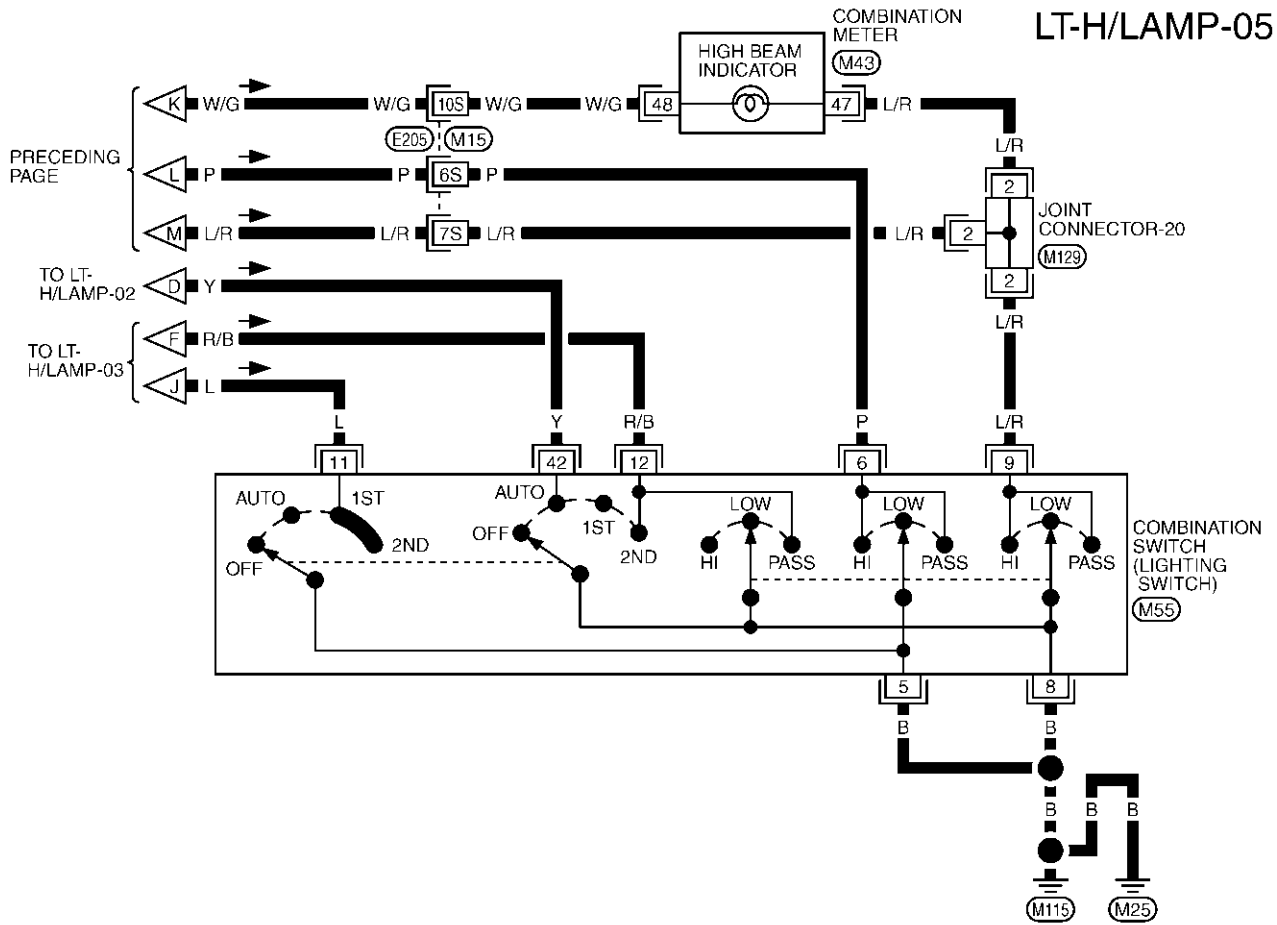 LT-H/LAMP-05
COMBINATION
METER
M43
HIGH BEAM
INDICATOR
K W/G W/G 10S W/G W/G 48 47 L/R
E205 M15
L/R
PRECEDING
PAGE
L P P 6S P
2
JOINT
CONNECTOR-20
M129
M L/R L/R 7S L/R L/R 2
2
TO LT-
H/LAMP-02
D Y
L/R
TO LT-
H/LAMP-03
F R/B
J L
L Y R/B P L/R
11 42 12 6 9
AUTO 1ST
OFF 2ND
AUTO
OFF 1ST
2ND
LOW
HI PASS
LOW
HI PASS
LOW
HI PASS
COMBINATION
SWITCH
(LIGHTING
SWITCH)
M55
5 8
B B
B B B
M115 M25